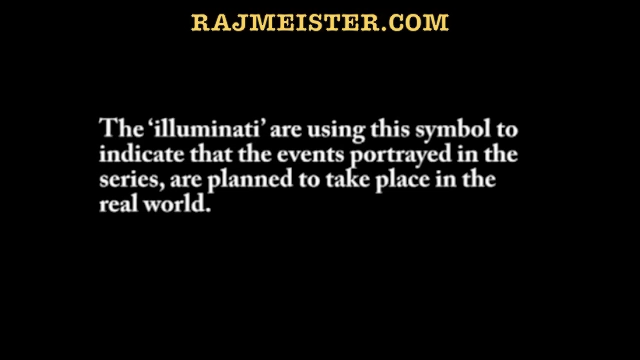 RAJMEISTER.COM
The ‘illuminati’ are using this symbol to
indicate that the events portrayed in the
series, are planned to take place in the
real world.